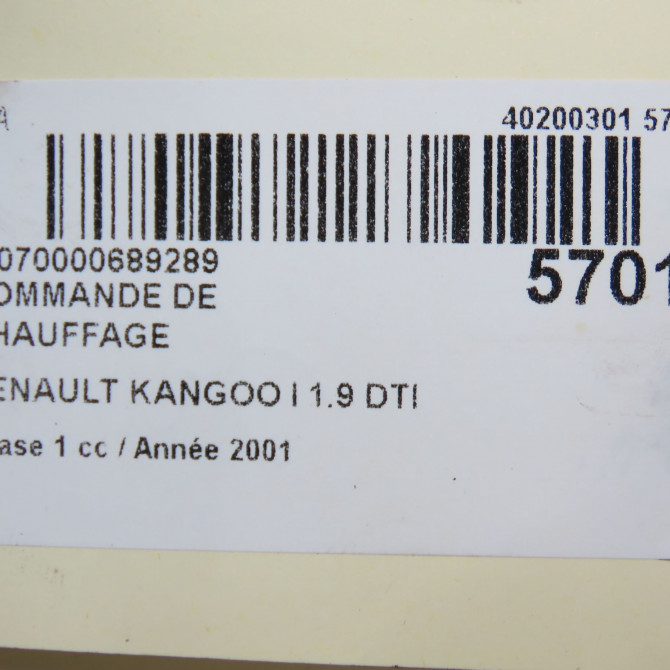 A 40200301 57
070000689289
5701
OMMANDE DE
HAUFFAGE
ENAULT KANGOO I 1.9 DTI
ase 1 cc / Année 2001